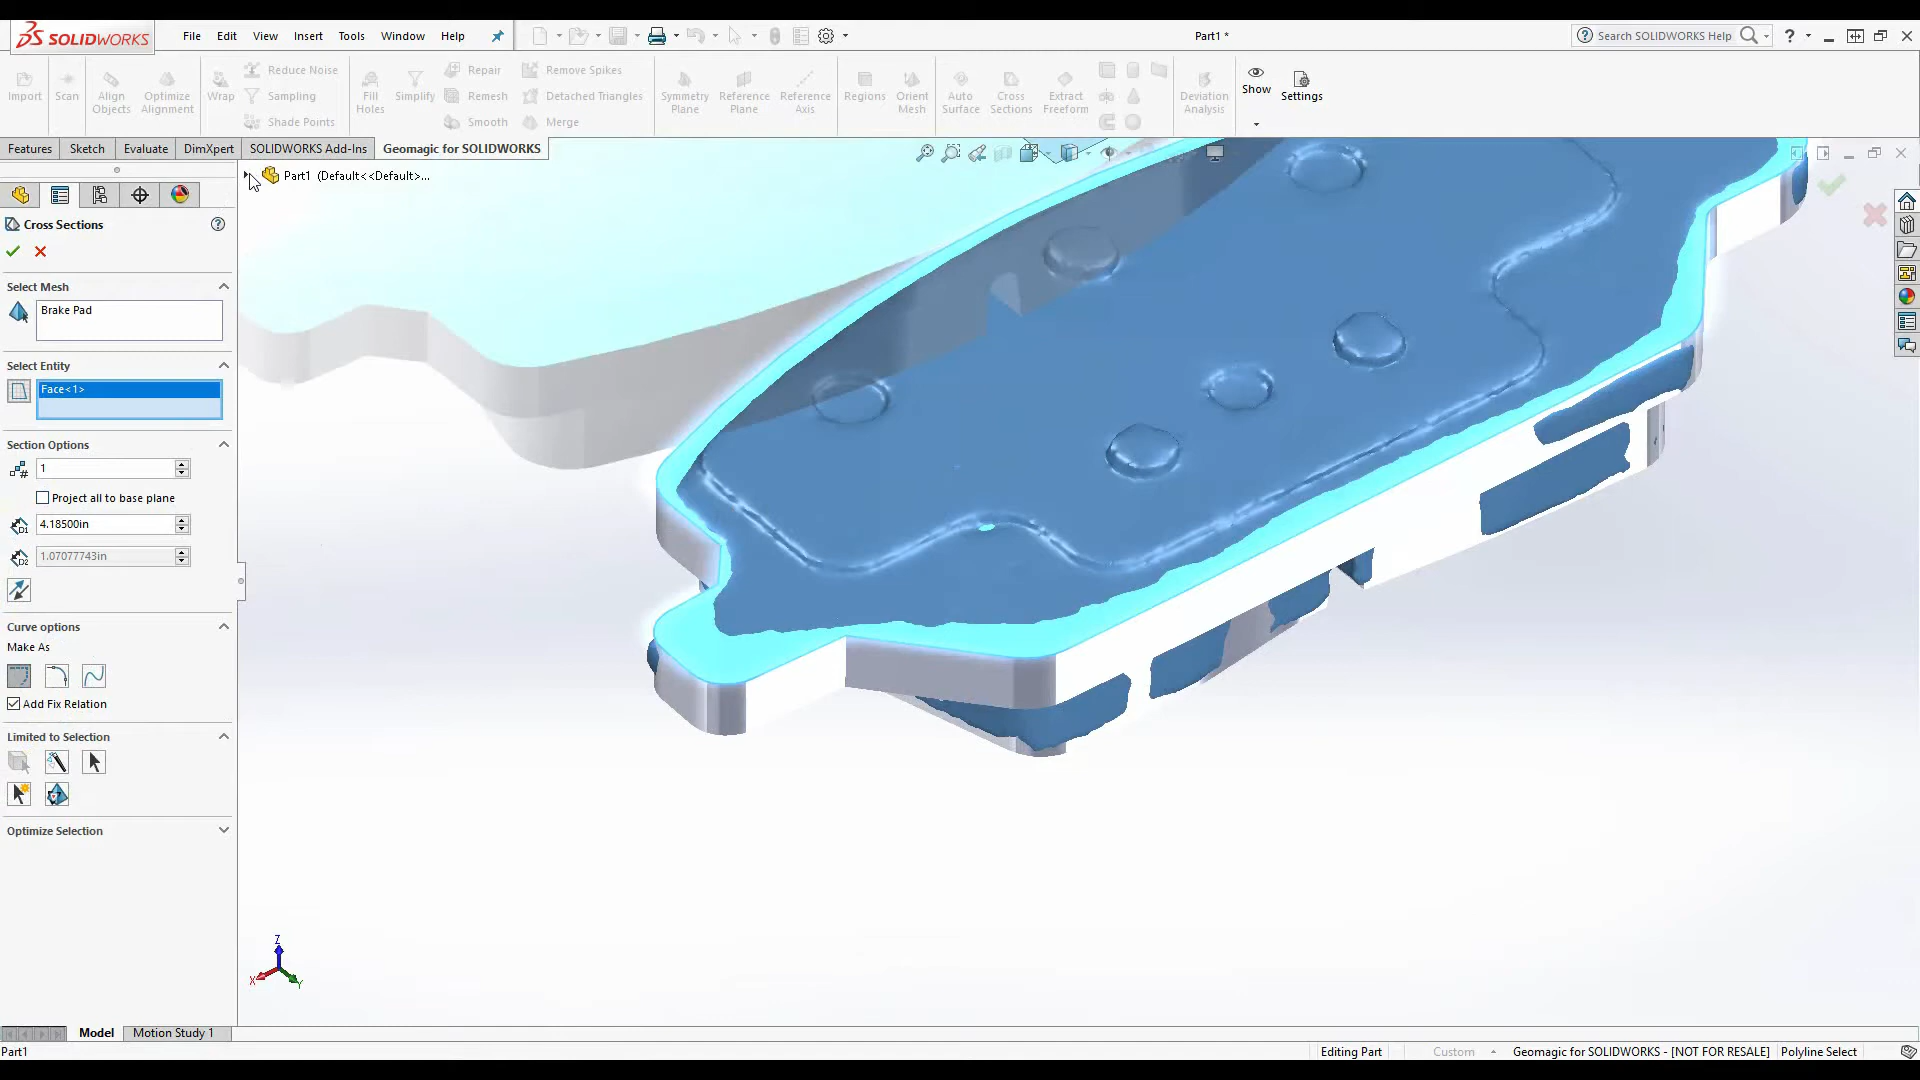 SOLIDWORKS
File Edit View Insert Tools Window Help
Part1 *
Search SOLIDWORKS Help
?
Import
Scan
Align Objects
Optimize Alignment
Wrap
Reduce Noise
Sampling
Shade Points
Fill Holes
Simplify
Repair
Remesh
Smooth
Remove Spikes
Detached Triangles
Merge
Symmetry Plane
Reference Plane
Reference Axis
Regions
Orient Mesh
Auto Surface
Cross Sections
Extract Freeform
Deviation Analysis
Show
Settings
Features Sketch Evaluate DimXpert SOLIDWORKS Add-Ins Geomagic for SOLIDWORKS
Part1 (Default<<Default>...
Cross Sections
Select Mesh
Brake Pad
Select Entity
Face<1>
Section Options
#
1
Project all to base plane
D1
4.18500in
D2
1.07077743in
Curve options
Make As
Add Fix Relation
Limited to Selection
Optimize Selection
Z
X
Y
Model Motion Study 1
Part1
Editing Part Custom Geomagic for SOLIDWORKS - [NOT FOR RESALE] Polyline Select